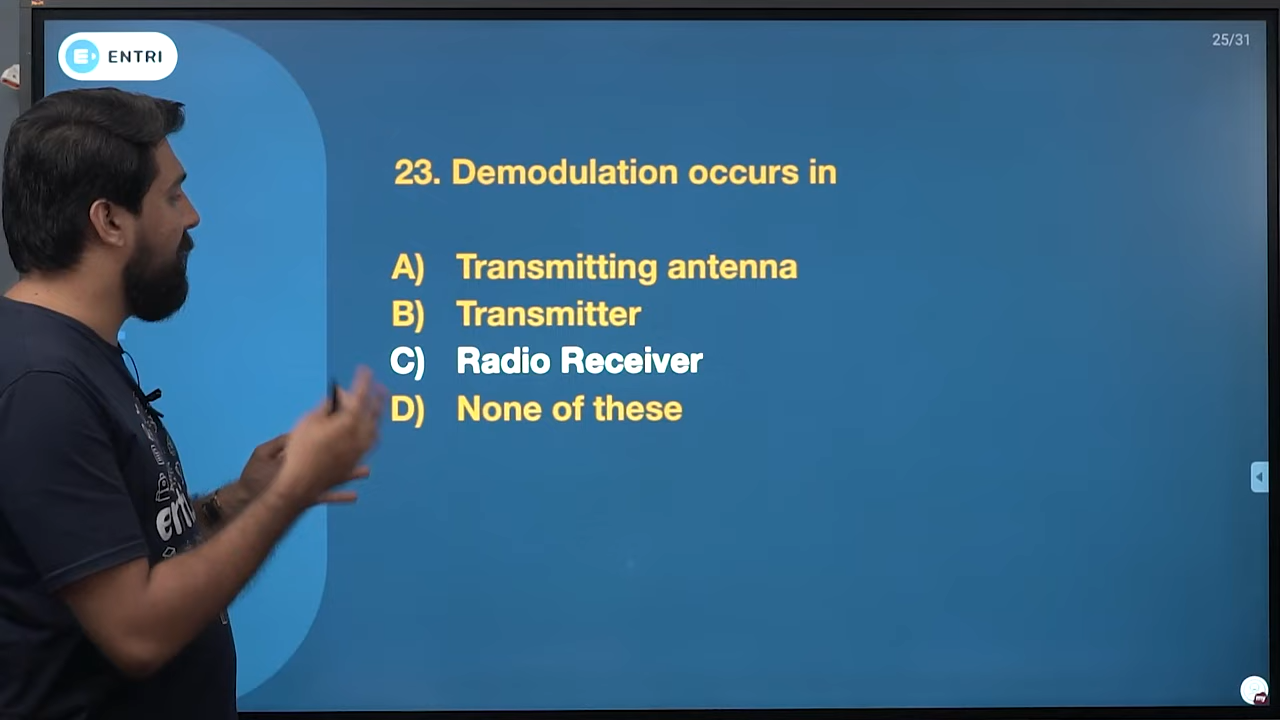 ENTRI
25/31
23. Demodulation occurs in
A) Transmitting antenna
B) Transmitter
C) Radio Receiver
D) None of these